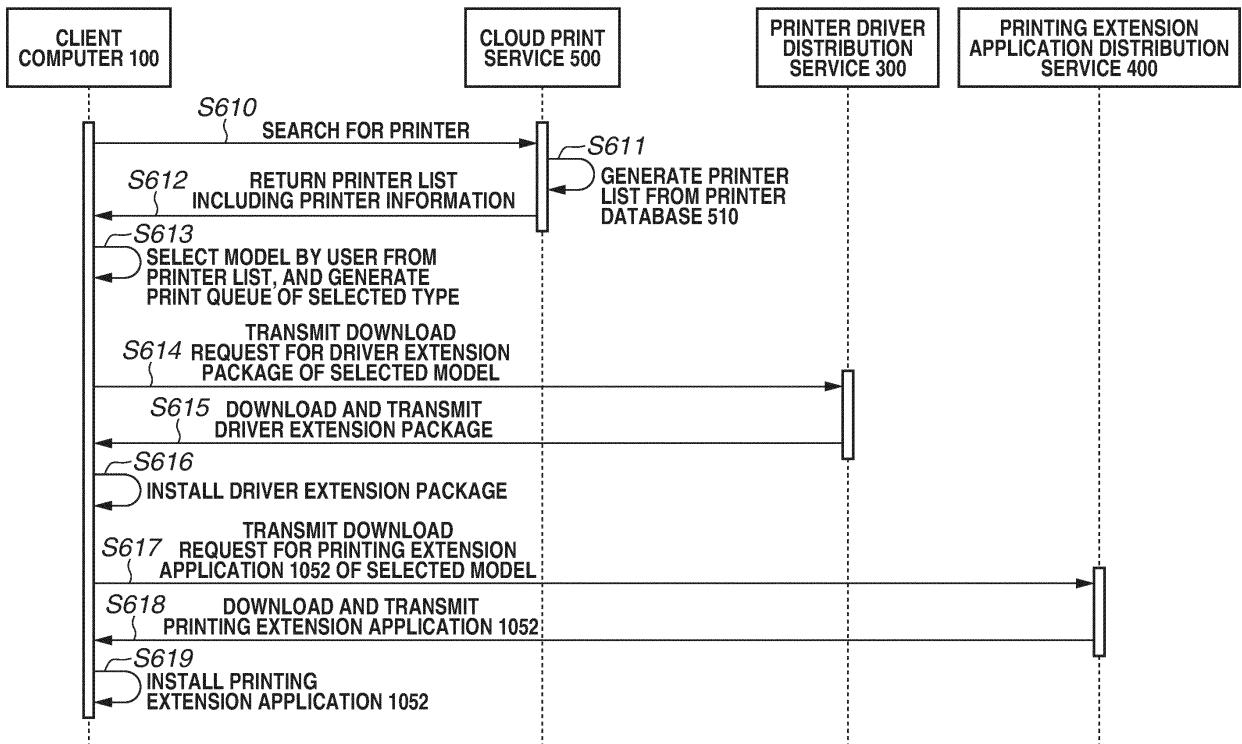 CLIENT
COMPUTER 100
CLOUD PRINT
SERVICE 500
PRINTER DRIVER
DISTRIBUTION
SERVICE 300
PRINTING EXTENSION
APPLICATION DISTRIBUTION
SERVICE 400
S610
SEARCH FOR PRINTER
S611
GENERATE PRINTER
LIST FROM PRINTER
DATABASE 510
S612
RETURN PRINTER LIST
INCLUDING PRINTER INFORMATION
S613
SELECT MODEL BY USER FROM
PRINTER LIST, AND GENERATE
PRINT QUEUE OF SELECTED TYPE
S614
TRANSMIT DOWNLOAD
REQUEST FOR DRIVER EXTENSION
PACKAGE OF SELECTED MODEL
S615
DOWNLOAD AND TRANSMIT
DRIVER EXTENSION PACKAGE
S616
INSTALL DRIVER EXTENSION PACKAGE
S617
TRANSMIT DOWNLOAD
REQUEST FOR PRINTING EXTENSION
APPLICATION 1052 OF SELECTED MODEL
S618
DOWNLOAD AND TRANSMIT
PRINTING EXTENSION APPLICATION 1052
S619
INSTALL PRINTING
EXTENSION APPLICATION 1052